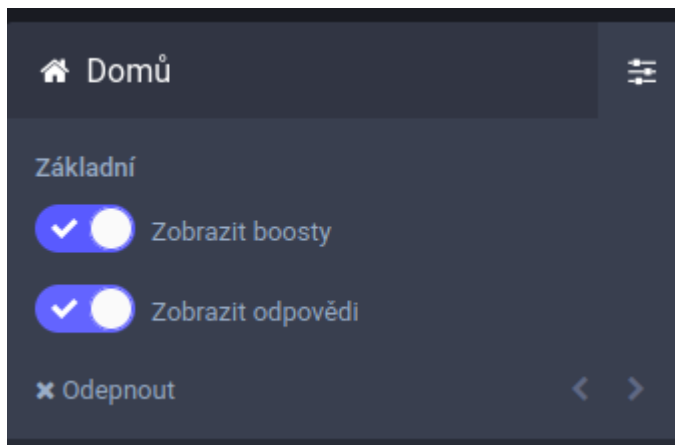 Domů
Základní
Zobrazit boosty
Zobrazit odpovědi
Odepnout